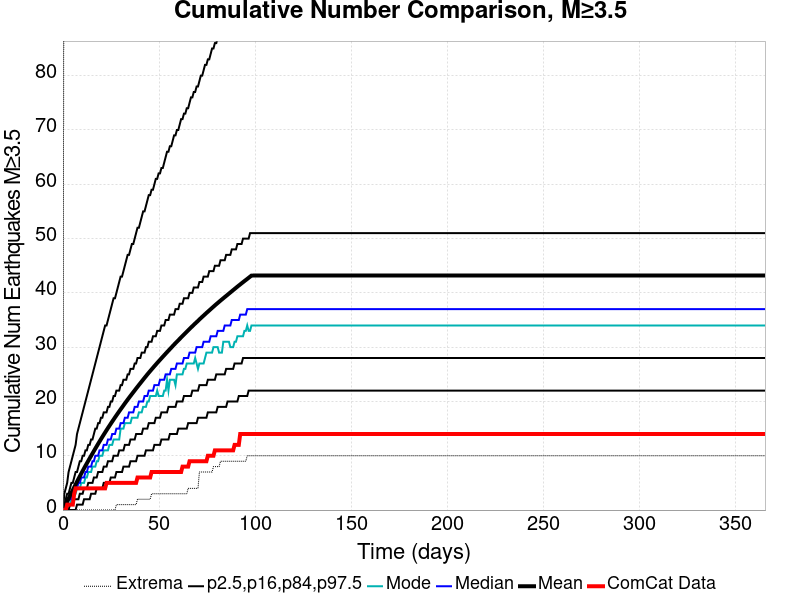 Cumulative Number Comparison, M≥3.5
Cumulative Num Earthquakes M≥3.5
80
70
60
50
40
30
20
10
0
0 50 100 150 200 250 300 350
Time (days)
Extrema p2.5,p16,p84,p97.5 Mode Median Mean ComCat Data